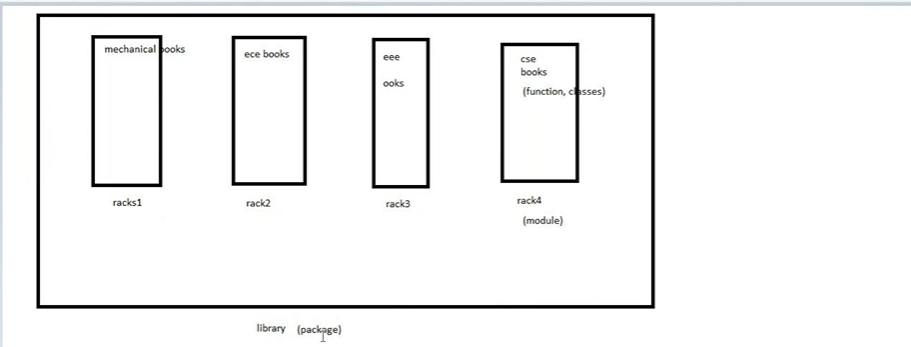 mechanical books
ece books
eee
ooks
cse
books
(function, classes)
racks1
rack2
rack3
rack4
(module)
library (package)